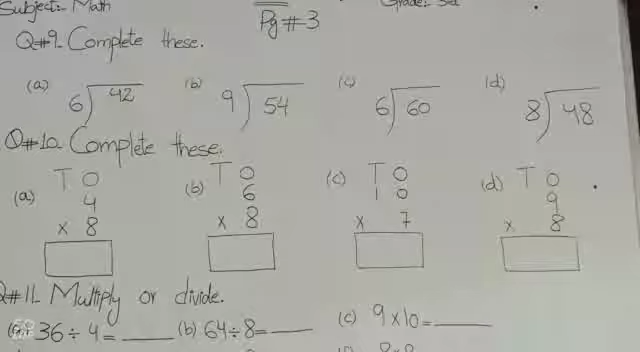 Subject:- Math
Pg # 3
Q#9. Complete these.
(a) 6)42 (b) 9)54 (c) 6)60 (d) 8)48
Q#10. Complete these.
(a) T O (b) T O (c) T O (d) T O
4 6 1 0 9
x 8 x 8 x 7 x 8
Q#11. Multiply or divide.
36 ÷ 4 = ____ (b) 64 ÷ 8 = ____ (c) 9 x 10 = ____